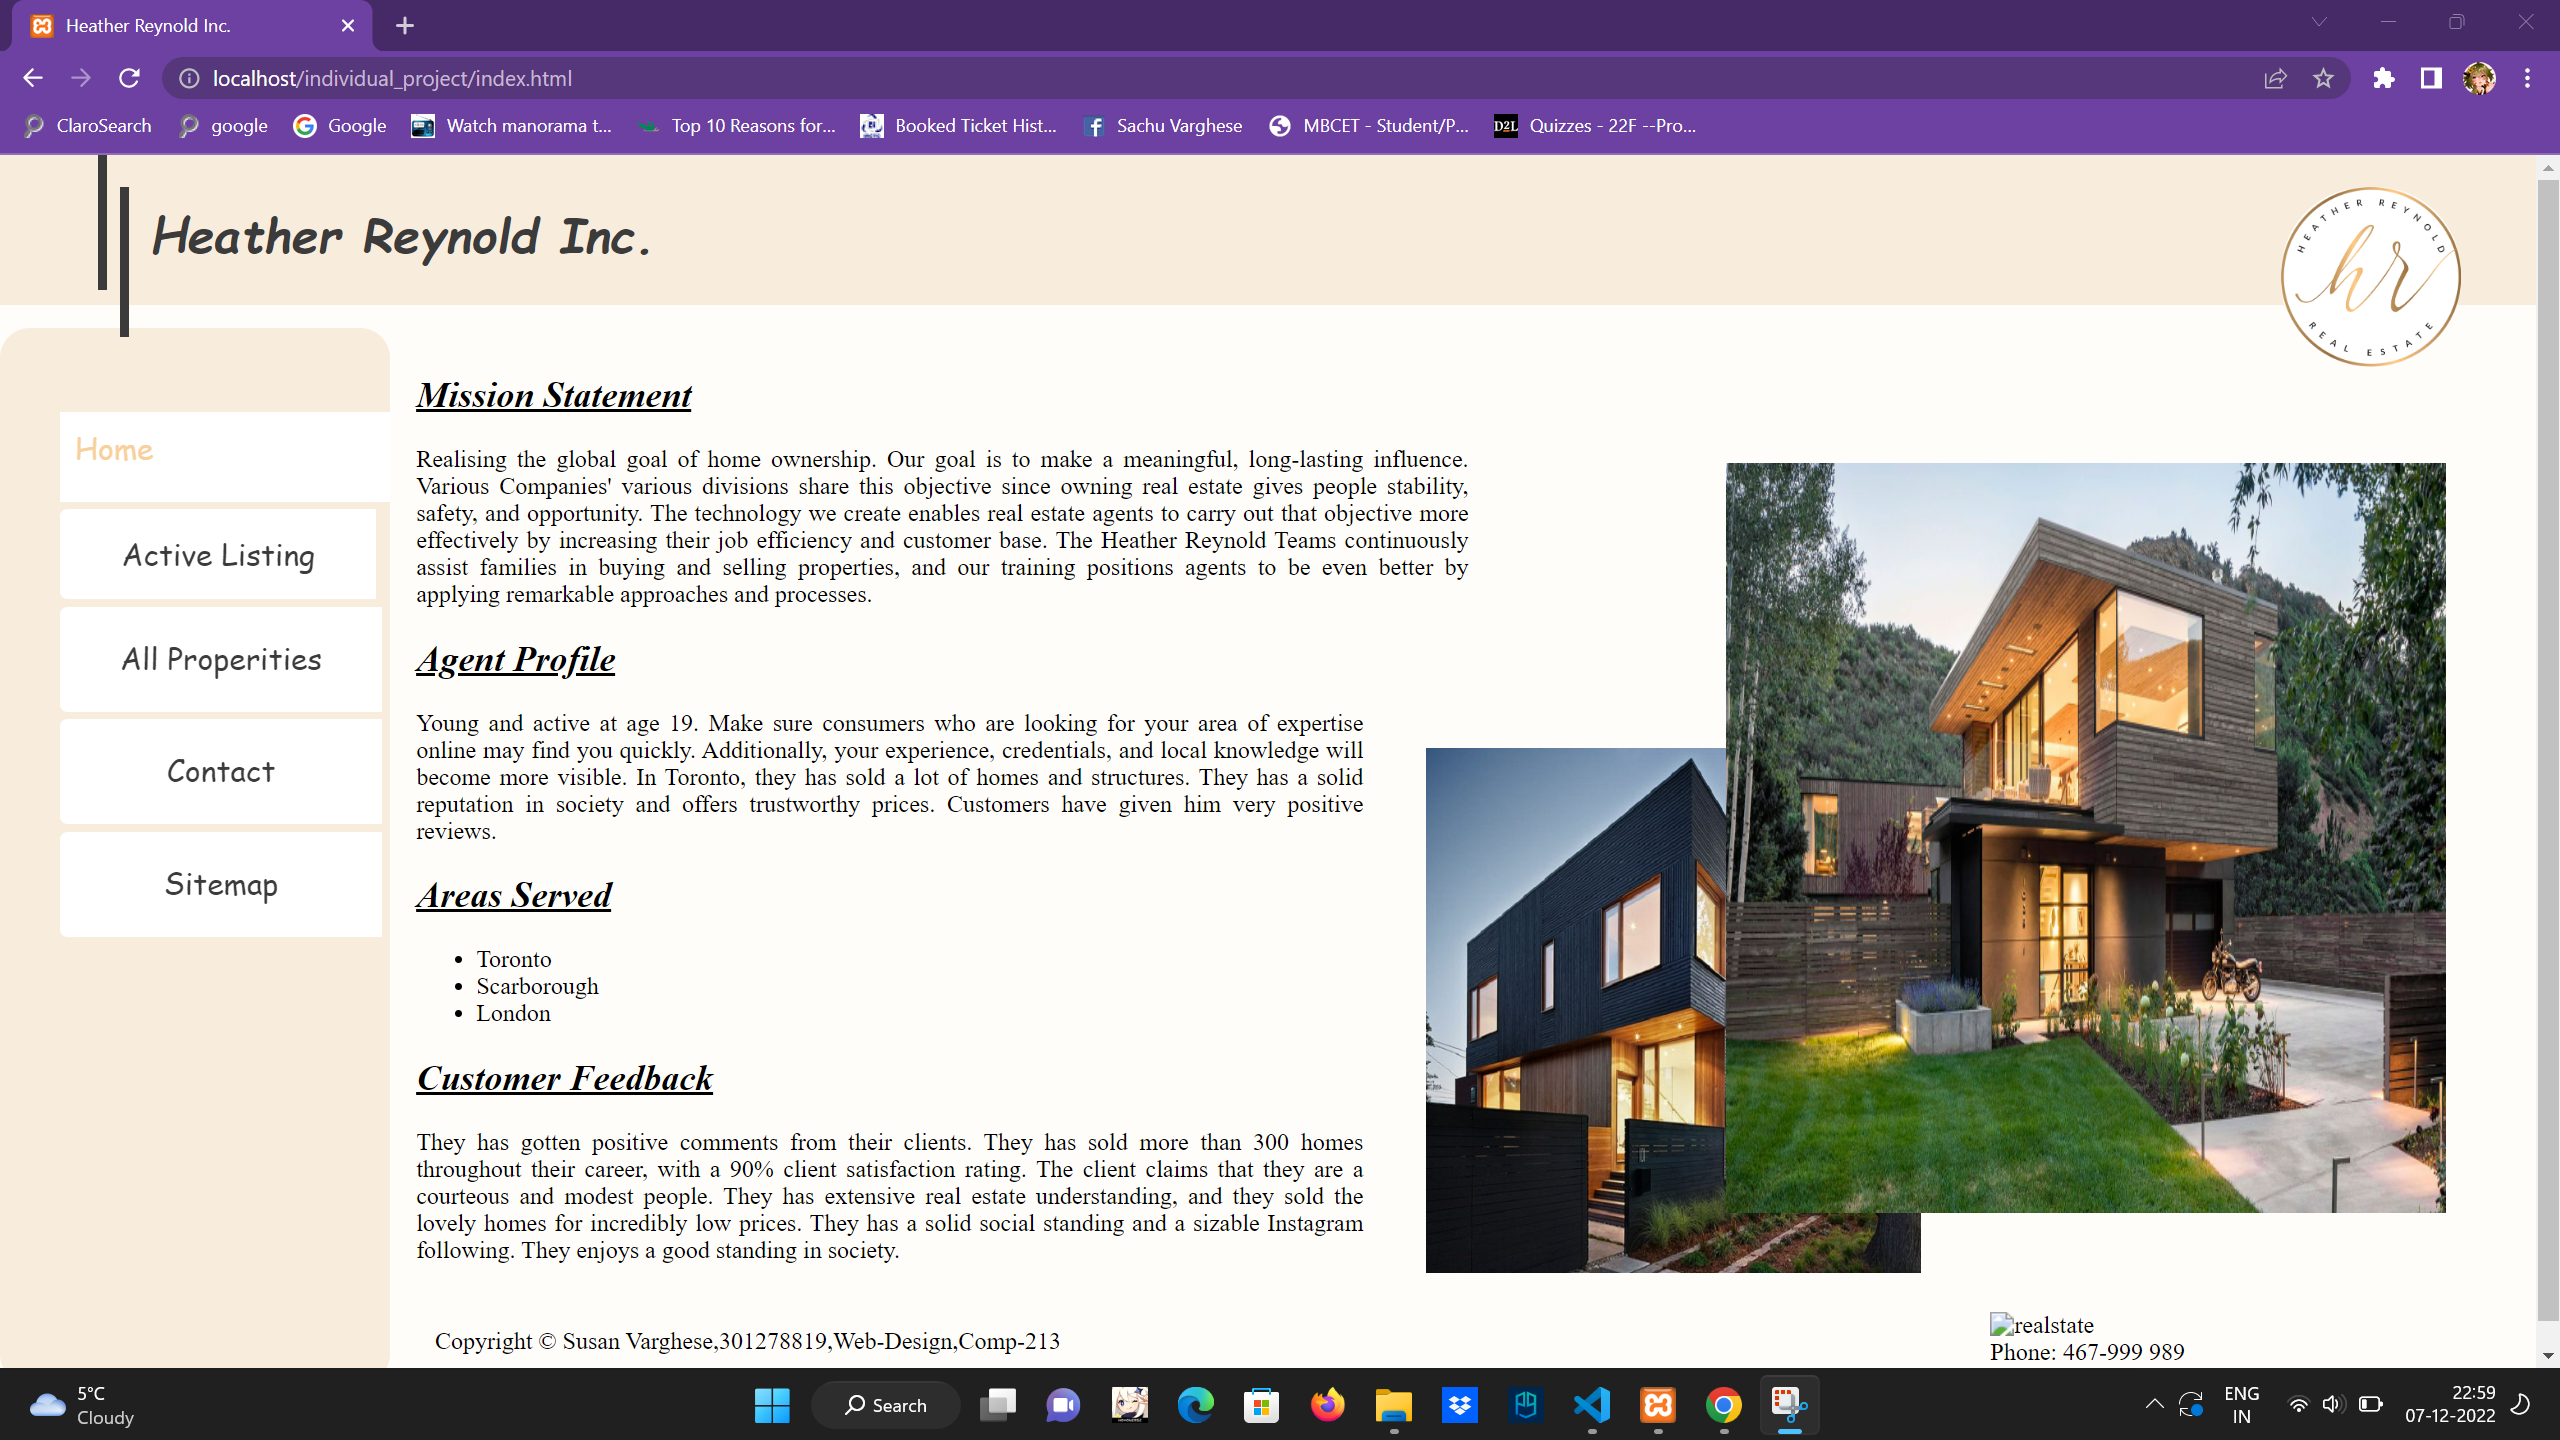 Heather Reynold Inc.
localhost/individual_project/index.html
ClaroSearch
google
Google
Watch manorama t...
Top 10 Reasons for...
Booked Ticket Hist...
Sachu Varghese
MBCET - Student/P...
D2L
Quizzes - 22F --Pro...
Heather Reynold Inc.
HEATHER REYNOLD
hr
REAL ESTATE
Home
Active Listing
All Properities
Contact
Sitemap
Mission Statement
Realising the global goal of home ownership. Our goal is to make a meaningful, long-lasting influence.
Various Companies' various divisions share this objective since owning real estate gives people stability,
safety, and opportunity. The technology we create enables real estate agents to carry out that objective more
effectively by increasing their job efficiency and customer base. The Heather Reynold Teams continuously
assist families in buying and selling properties, and our training positions agents to be even better by
applying remarkable approaches and processes.
Agent Profile
Young and active at age 19. Make sure consumers who are looking for your area of expertise
online may find you quickly. Additionally, your experience, credentials, and local knowledge will
become more visible. In Toronto, they has sold a lot of homes and structures. They has a solid
reputation in society and offers trustworthy prices. Customers have given him very positive
reviews.
Areas Served
• Toronto
• Scarborough
• London
Customer Feedback
They has gotten positive comments from their clients. They has sold more than 300 homes
throughout their career, with a 90% client satisfaction rating. The client claims that they are a
courteous and modest people. They has extensive real estate understanding, and they sold the
lovely homes for incredibly low prices. They has a solid social standing and a sizable Instagram
following. They enjoys a good standing in society.
Copyright © Susan Varghese,301278819,Web-Design,Comp-213
realstate
Phone: 467-999 989
5°C
Cloudy
Search
ENG
IN
22:59
07-12-2022